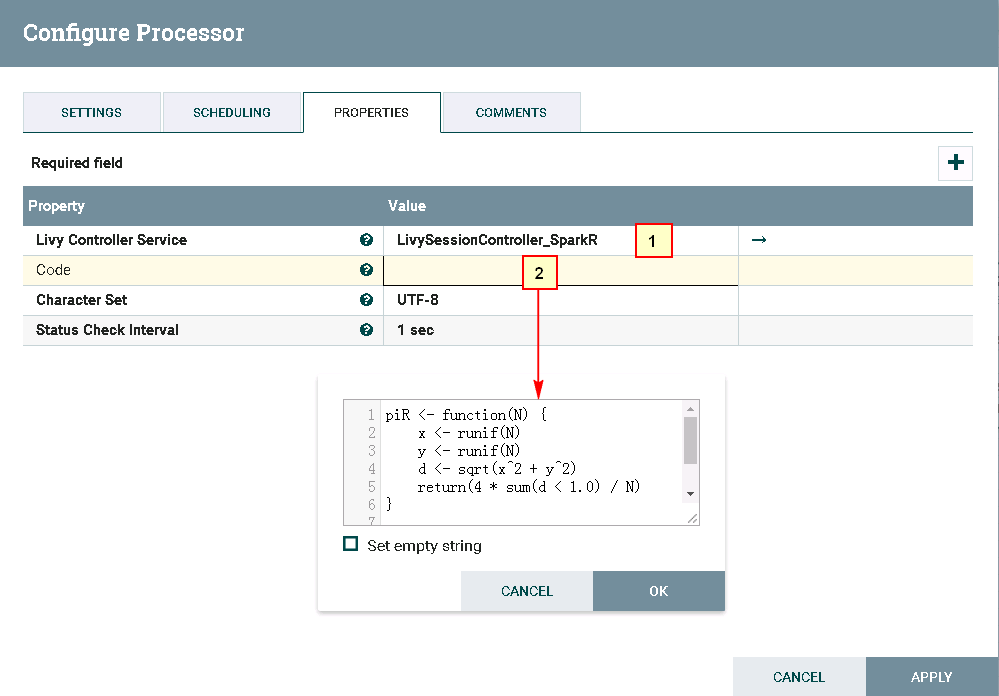 Configure Processor
SETTINGS SCHEDULING PROPERTIES COMMENTS
Required field
Property Value
Livy Controller Service LivySessionController_SparkR 1
Code 2
Character Set UTF-8
Status Check Interval 1 sec
1 piR <- function(N) {
2 x <- runif(N)
3 y <- runif(N)
4 d <- sqrt(x^2 + y^2)
5 return(4 * sum(d < 1.0) / N)
6 }
7
Set empty string
CANCEL OK
CANCEL APPLY